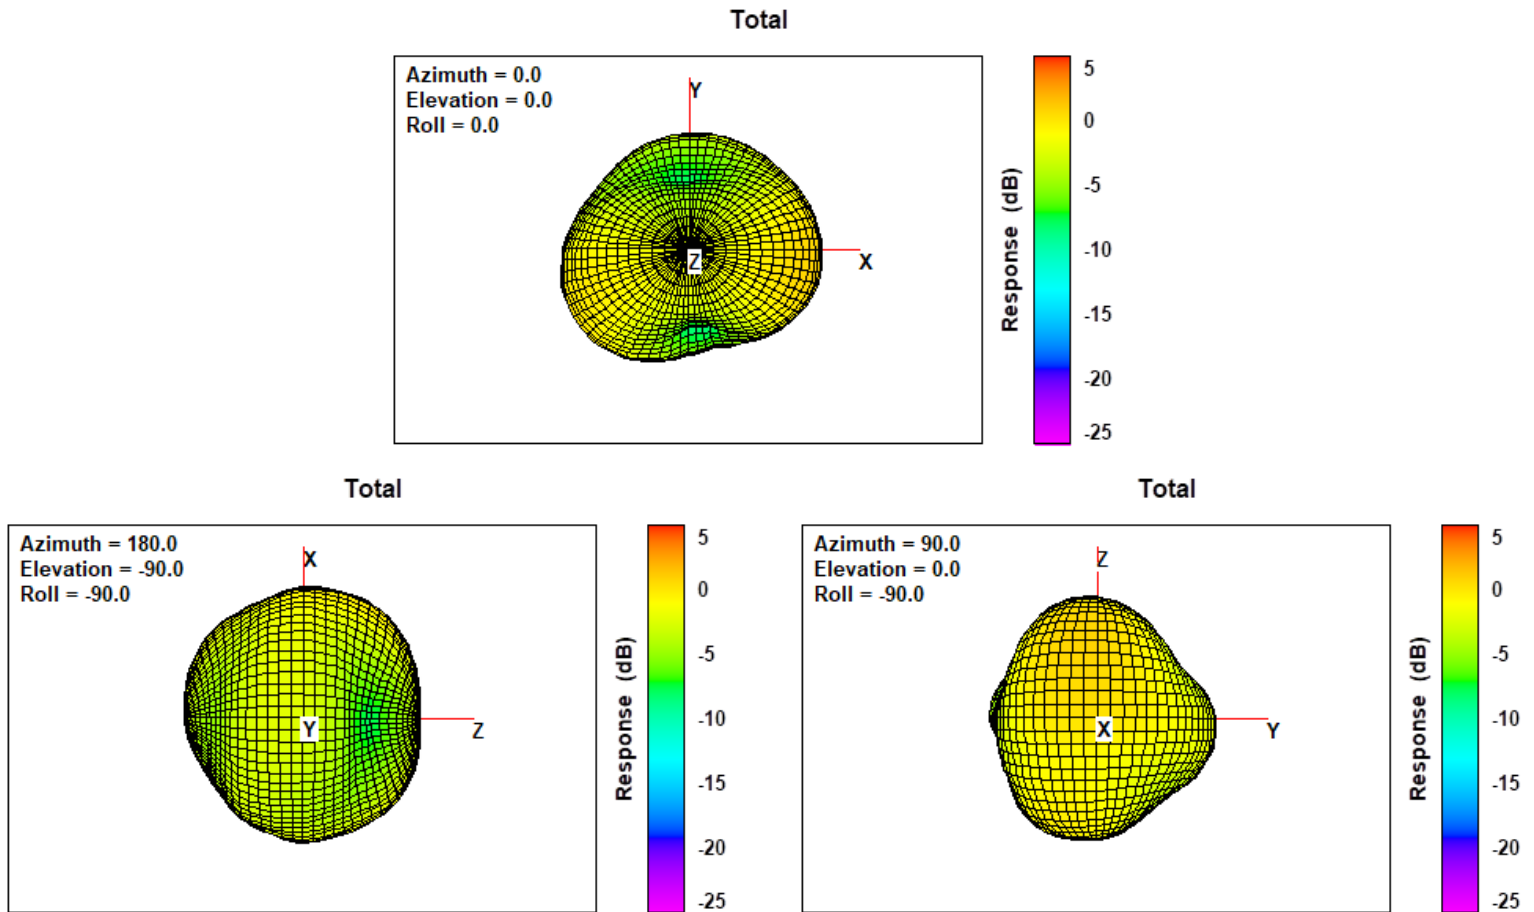 Total
Azimuth = 0.0
Elevation = 0.0
Roll = 0.0
Y
X
Z
Response (dB)
5
0
-5
-10
-15
-20
-25
Total
Azimuth = 180.0
Elevation = -90.0
Roll = -90.0
X
Z
Y
Response (dB)
5
0
-5
-10
-15
-20
-25
Total
Azimuth = 90.0
Elevation = 0.0
Roll = -90.0
Z
Y
X
Response (dB)
5
0
-5
-10
-15
-20
-25